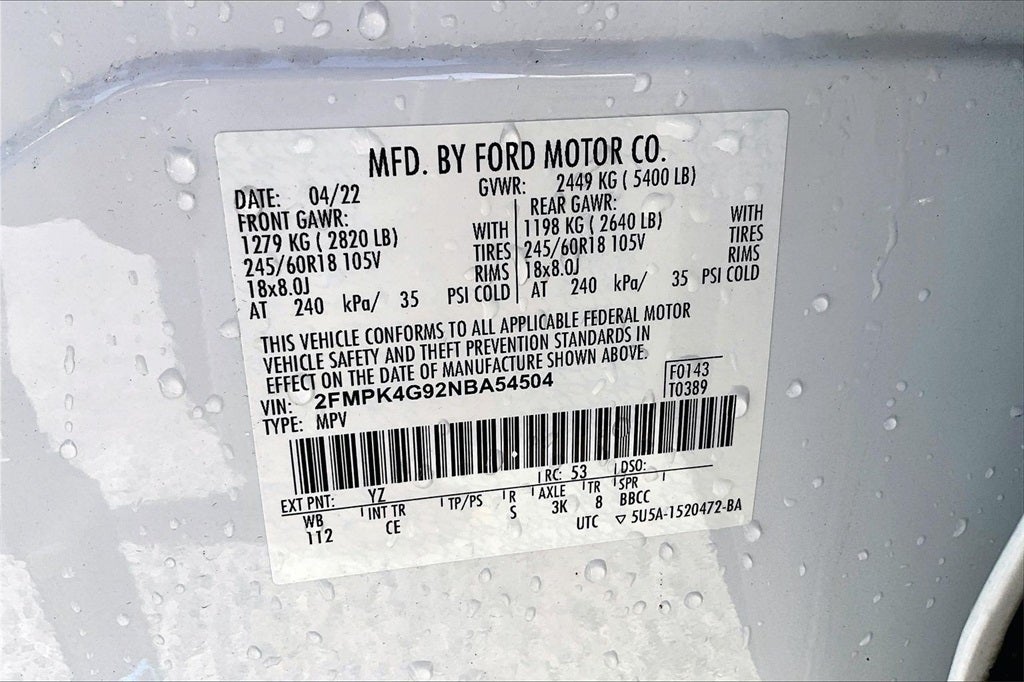 MFD. BY FORD MOTOR CO.
DATE: 04/22 GVWR: 2449 KG ( 5400 LB)
FRONT GAWR: REAR GAWR:
1279 KG ( 2820 LB) WITH 1198 KG ( 2640 LB) WITH
245/60R18 105V TIRES 245/60R18 105V TIRES
18x8.0J RIMS 18x8.0J RIMS
AT 240 kPa/ 35 PSI COLD AT 240 kPa/ 35 PSI COLD
THIS VEHICLE CONFORMS TO ALL APPLICABLE FEDERAL MOTOR
VEHICLE SAFETY AND THEFT PREVENTION STANDARDS IN
EFFECT ON THE DATE OF MANUFACTURE SHOWN ABOVE.
VIN: 2FMPK4G92NBA54504 F0143
TYPE: MPV T0389
EXT PNT: YZ RC: 53 DSO:
WB INT TR TP/PS R AXLE TR SPR
112 CE S 3K 8 BBCC
UTC ▽ 5U5A-1520472-BA